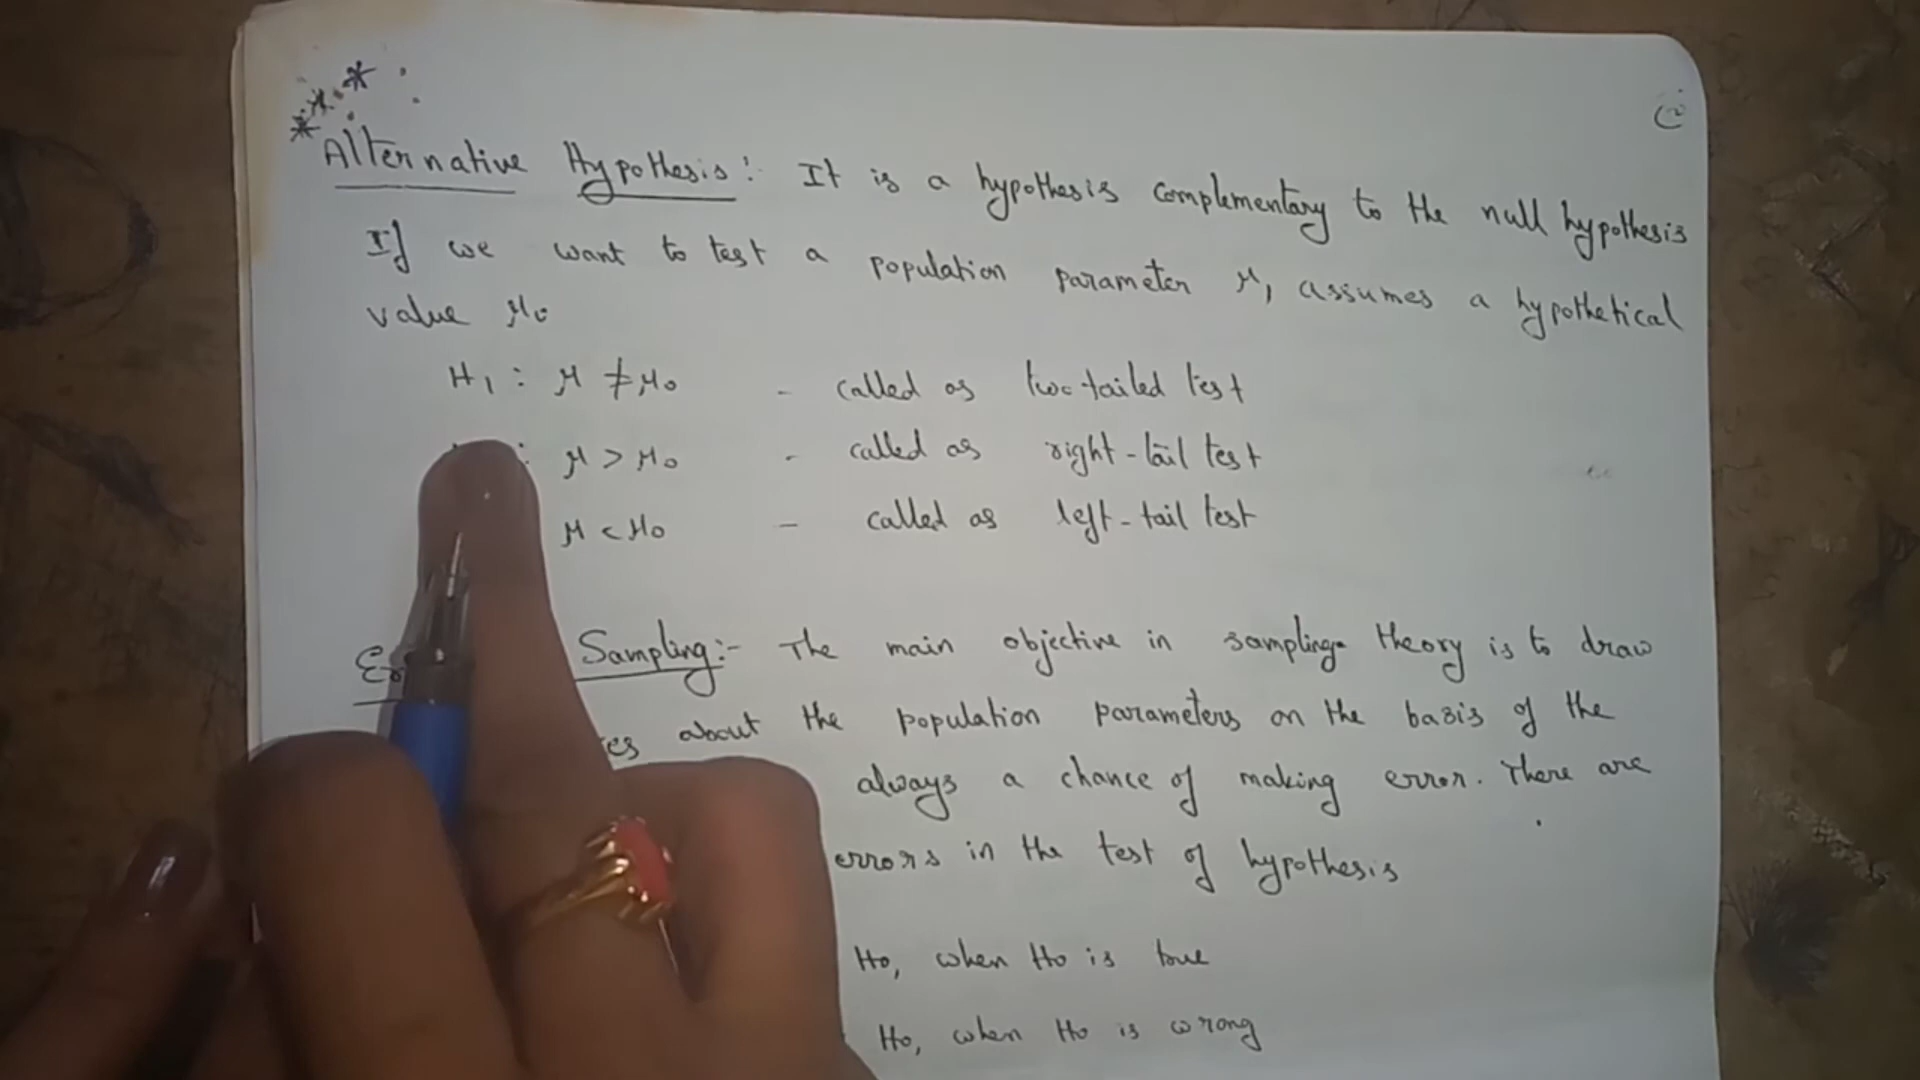 Alternative Hypothesis: It is a hypothesis complementary to the null hypothesis
If we want to test a population parameter μ, assumes a hypothetical
value μ0
H1 : μ ≠ μ0 - called as two tailed test
: μ > μ0 - called as right-tail test
μ < μ0 - called as left-tail test
Sampling:- The main objective in sampling theory is to draw
about the population parameters on the basis of the
always a chance of making error. There are
errors in the test of hypothesis
Ho, when Ho is true
Ho, when Ho is wrong